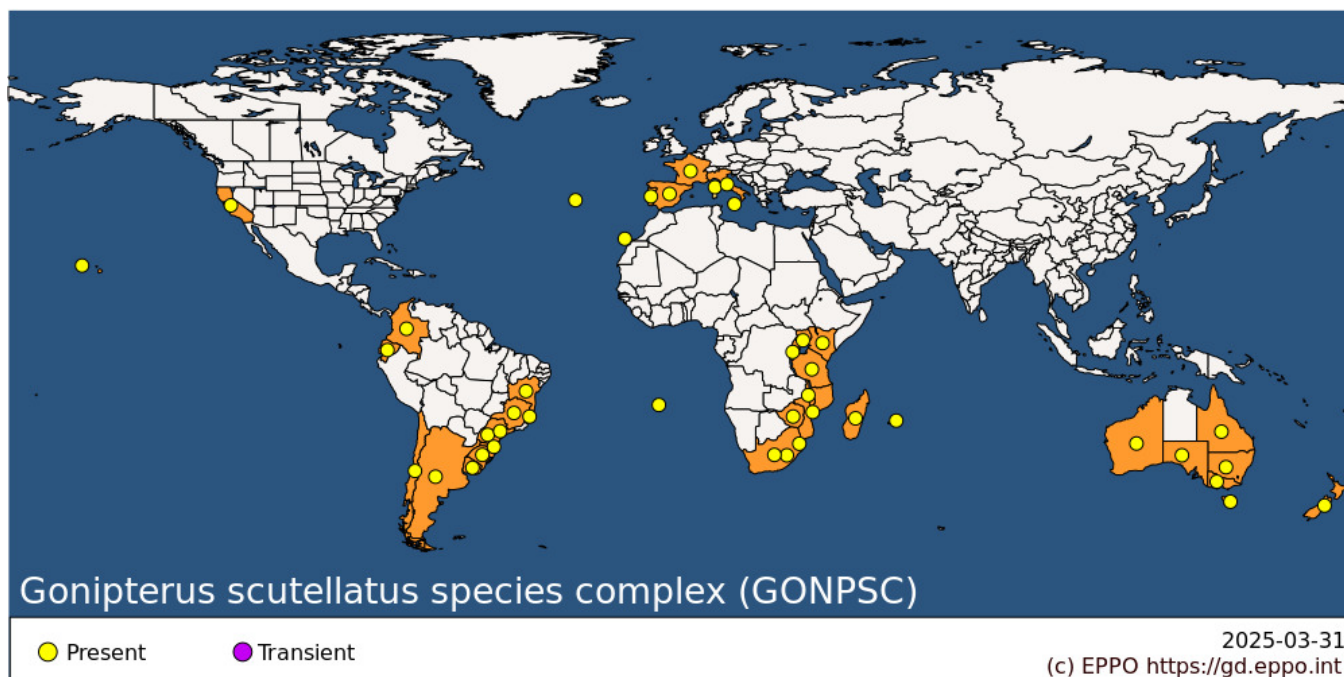 Gonipterus scutellatus species complex (GONPSC)
Present
Transient
2025-03-31
(c) EPPO https://gd.eppo.int